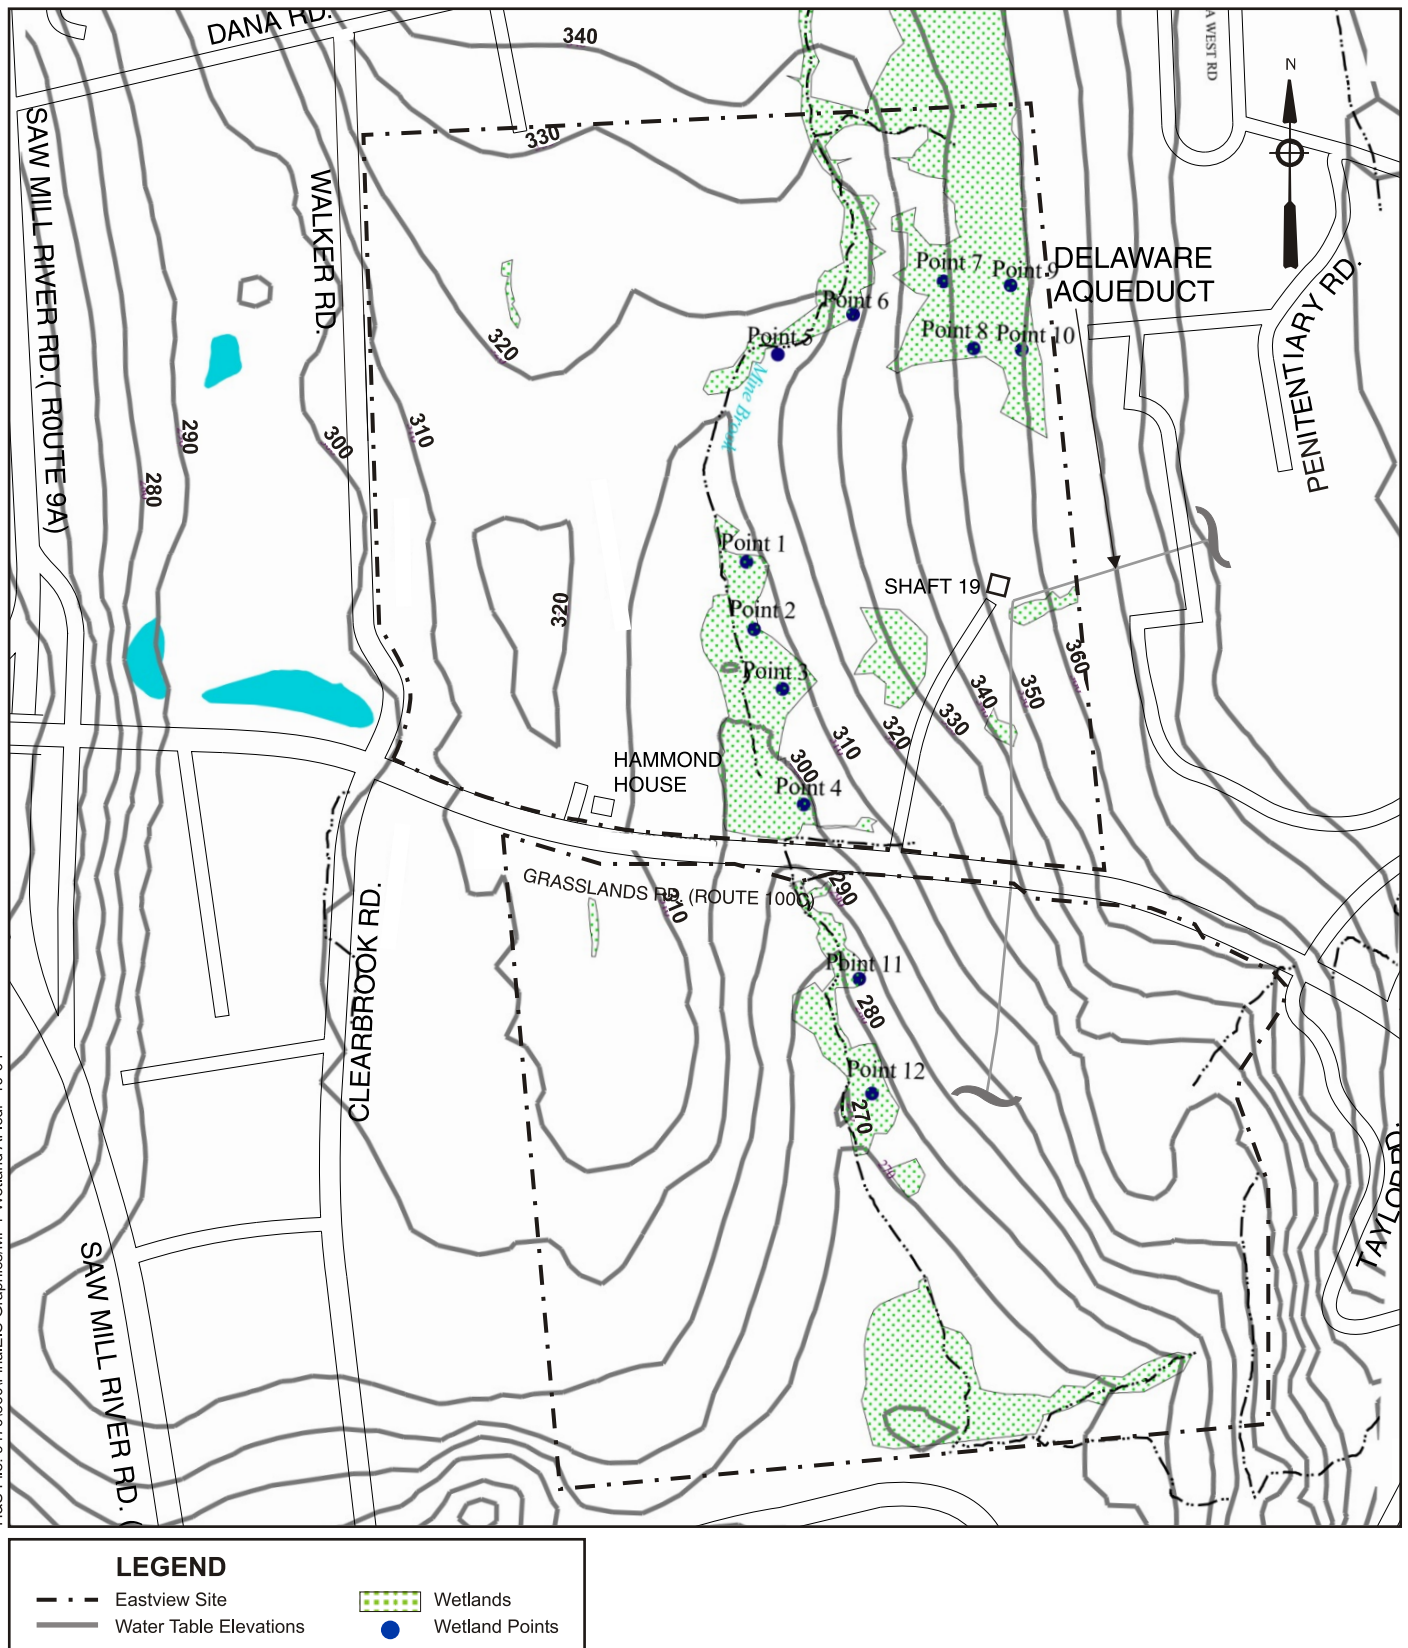 DANA RD.
340
A WEST RD
N
330
SAW MILL RIVER RD.( ROUTE 9A)
WALKER RD.
DELAWARE
AQUEDUCT
Point 7
Point 9
Point 6
Point 8
Point 10
Point 5
PENITENTIARY RD.
320
Mine Brook
310
300
290
280
Point 1
SHAFT 19
320
Point 2
360
Point 3
340
350
330
320
310
300
HAMMOND
HOUSE
Point 4
GRASSLANDS RD. (ROUTE 100C)
290
310
CLEARBROOK RD.
Point 11
280
Point 12
270
270
TAYLOR RD.
SAW MILL RIVER RD. (
LEGEND
Eastview Site
Wetlands
Water Table Elevations
Wetland Points